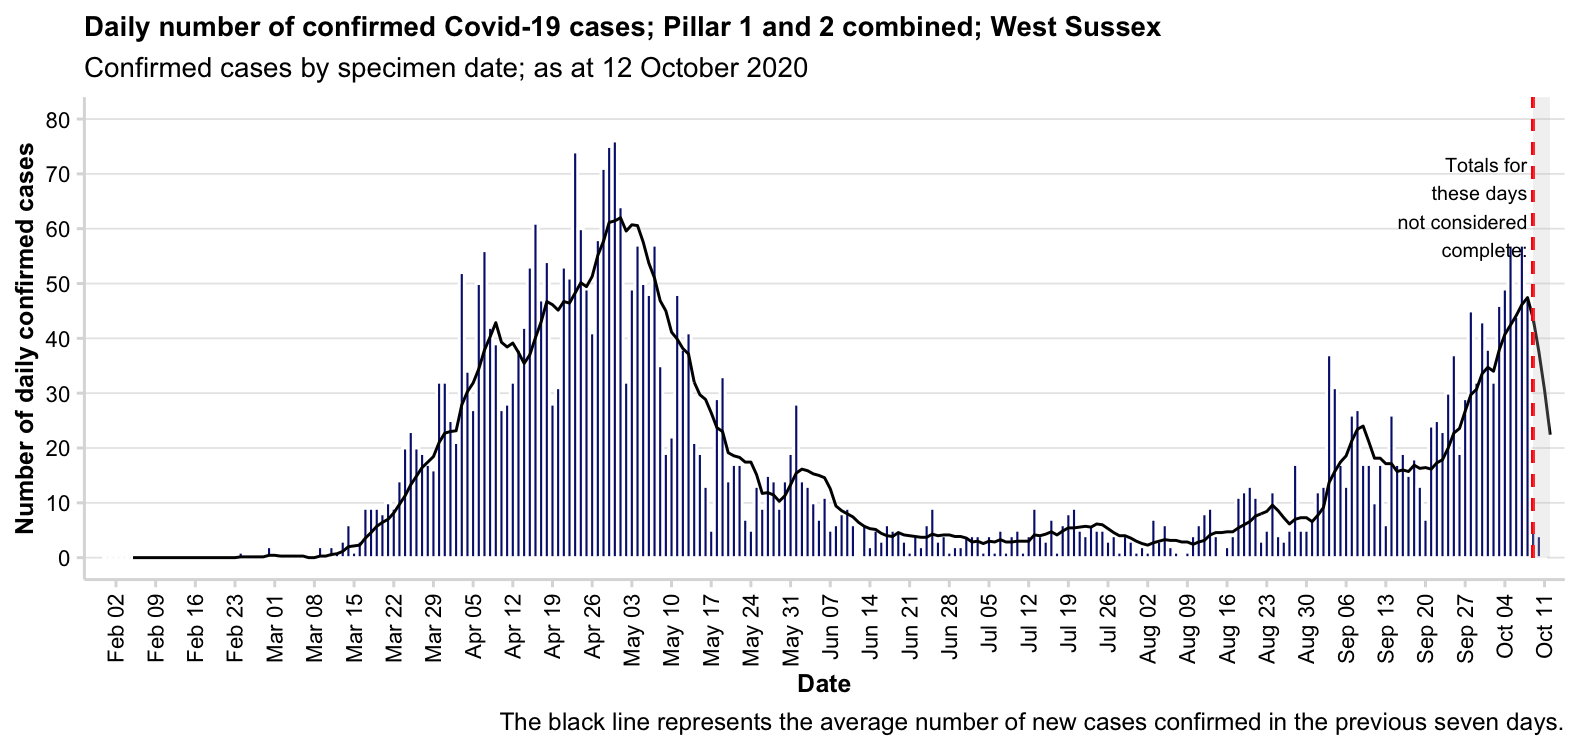 Daily number of confirmed Covid-19 cases; Pillar 1 and 2 combined; West Sussex
Confirmed cases by specimen date; as at 12 October 2020
Number of daily confirmed cases
80
70
60
50
40
30
20
10
0
Totals for
these days
not considered
complete.
Feb 02
Feb 09
Feb 16
Feb 23
Mar 01
Mar 08
Mar 15
Mar 22
Mar 29
Apr 05
Apr 12
Apr 19
Apr 26
May 03
May 10
May 17
May 24
May 31
Jun 07
Jun 14
Jun 21
Jun 28
Jul 05
Jul 12
Jul 19
Jul 26
Aug 02
Aug 09
Aug 16
Aug 23
Aug 30
Sep 06
Sep 13
Sep 20
Sep 27
Oct 04
Oct 11
Date
The black line represents the average number of new cases confirmed in the previous seven days.